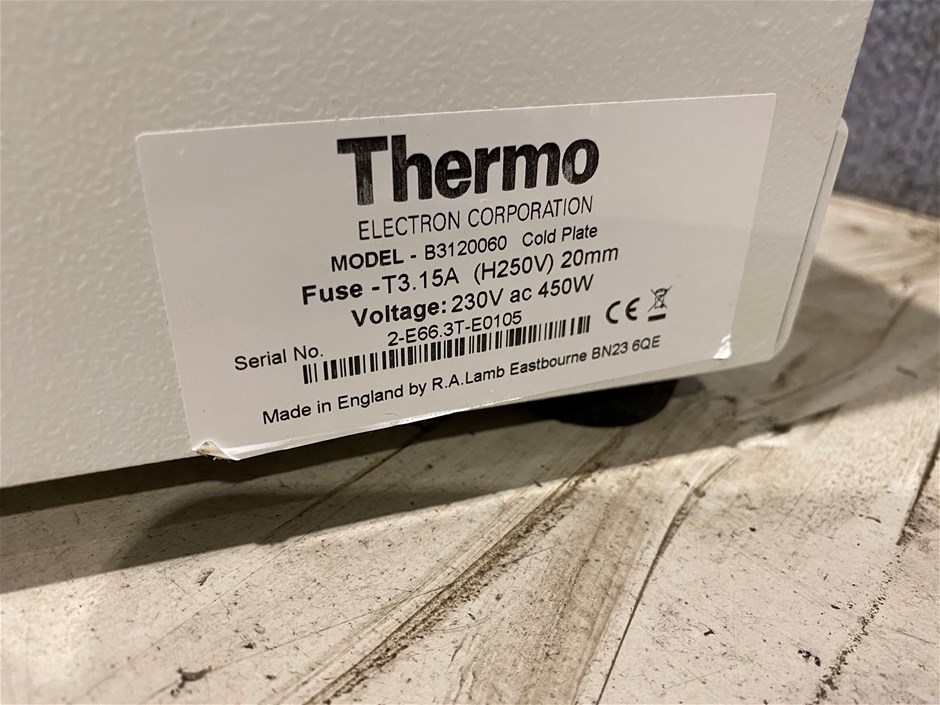 Thermo
ELECTRON CORPORATION
MODEL - B3120060 Cold Plate
Fuse -T3.15A (H250V) 20mm
Voltage: 230V ac 450W
Serial No. 2-E66.3T-E0105
CE
Made in England by R.A.Lamb Eastbourne BN23 6QE